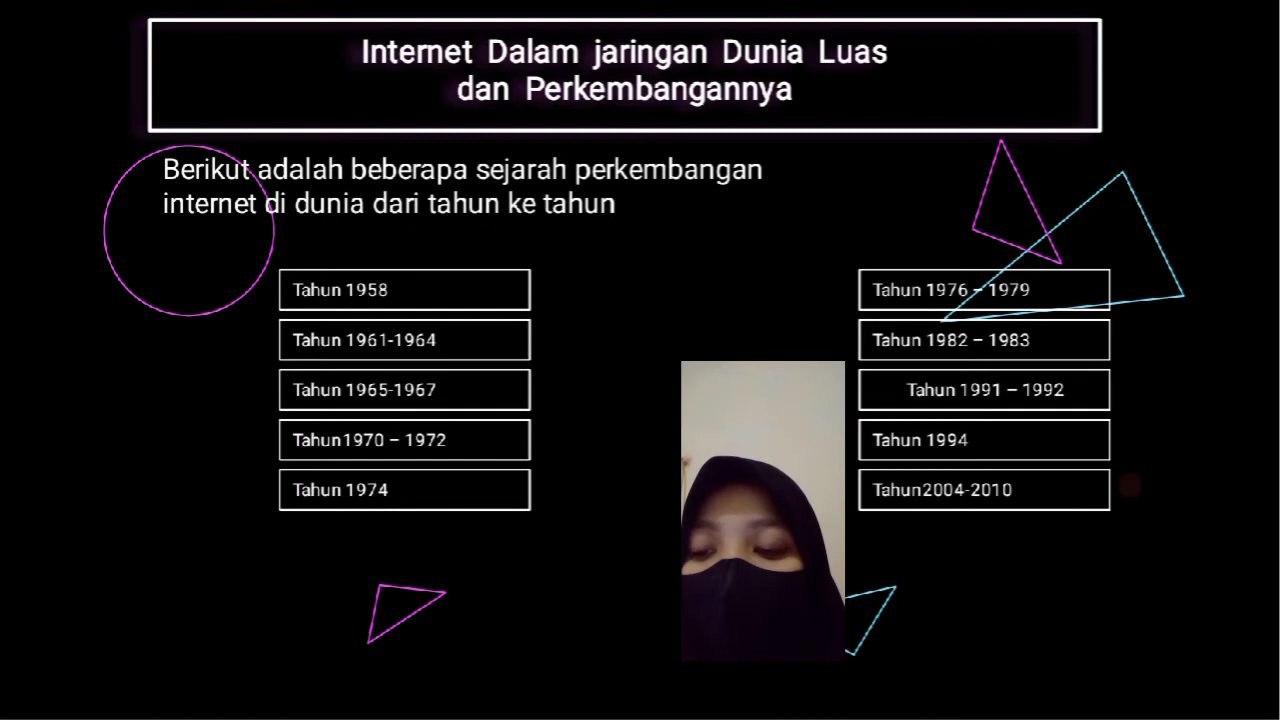 Internet Dalam jaringan Dunia Luas
dan Perkembangannya
Berikut adalah beberapa sejarah perkembangan
internet di dunia dari tahun ke tahun
Tahun 1958
Tahun 1961-1964
Tahun 1965-1967
Tahun1970 – 1972
Tahun 1974
Tahun 1976 – 1979
Tahun 1982 – 1983
Tahun 1991 – 1992
Tahun 1994
Tahun2004-2010